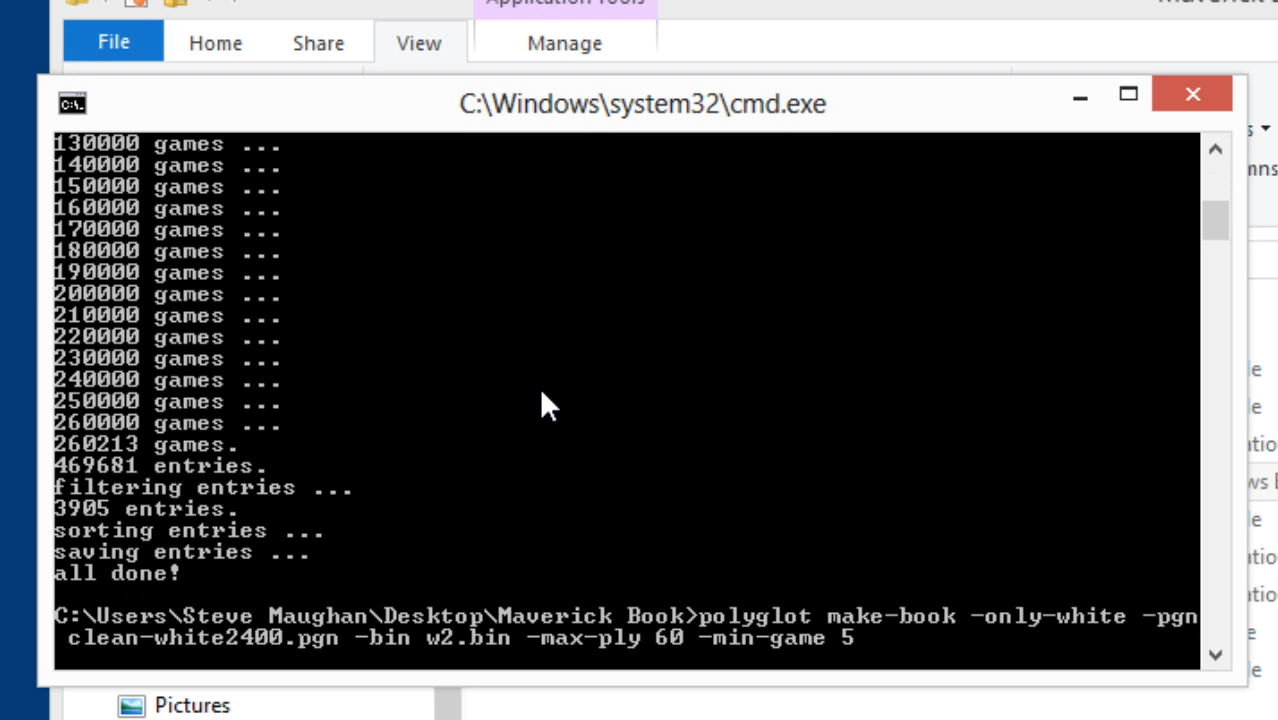 File
Home
Share
View
Manage
C:\Windows\system32\cmd.exe
130000 games ...
140000 games ...
150000 games ...
160000 games ...
170000 games ...
180000 games ...
190000 games ...
200000 games ...
210000 games ...
220000 games ...
230000 games ...
240000 games ...
250000 games ...
260000 games ...
260213 games.
469681 entries.
filtering entries ...
3905 entries.
sorting entries ...
saving entries ...
all done!
C:\Users\Steve Maughan\Desktop\Maverick Book>polyglot make-book -only-white -pgn
clean-white2400.pgn -bin w2.bin -max-ply 60 -min-game 5
Pictures